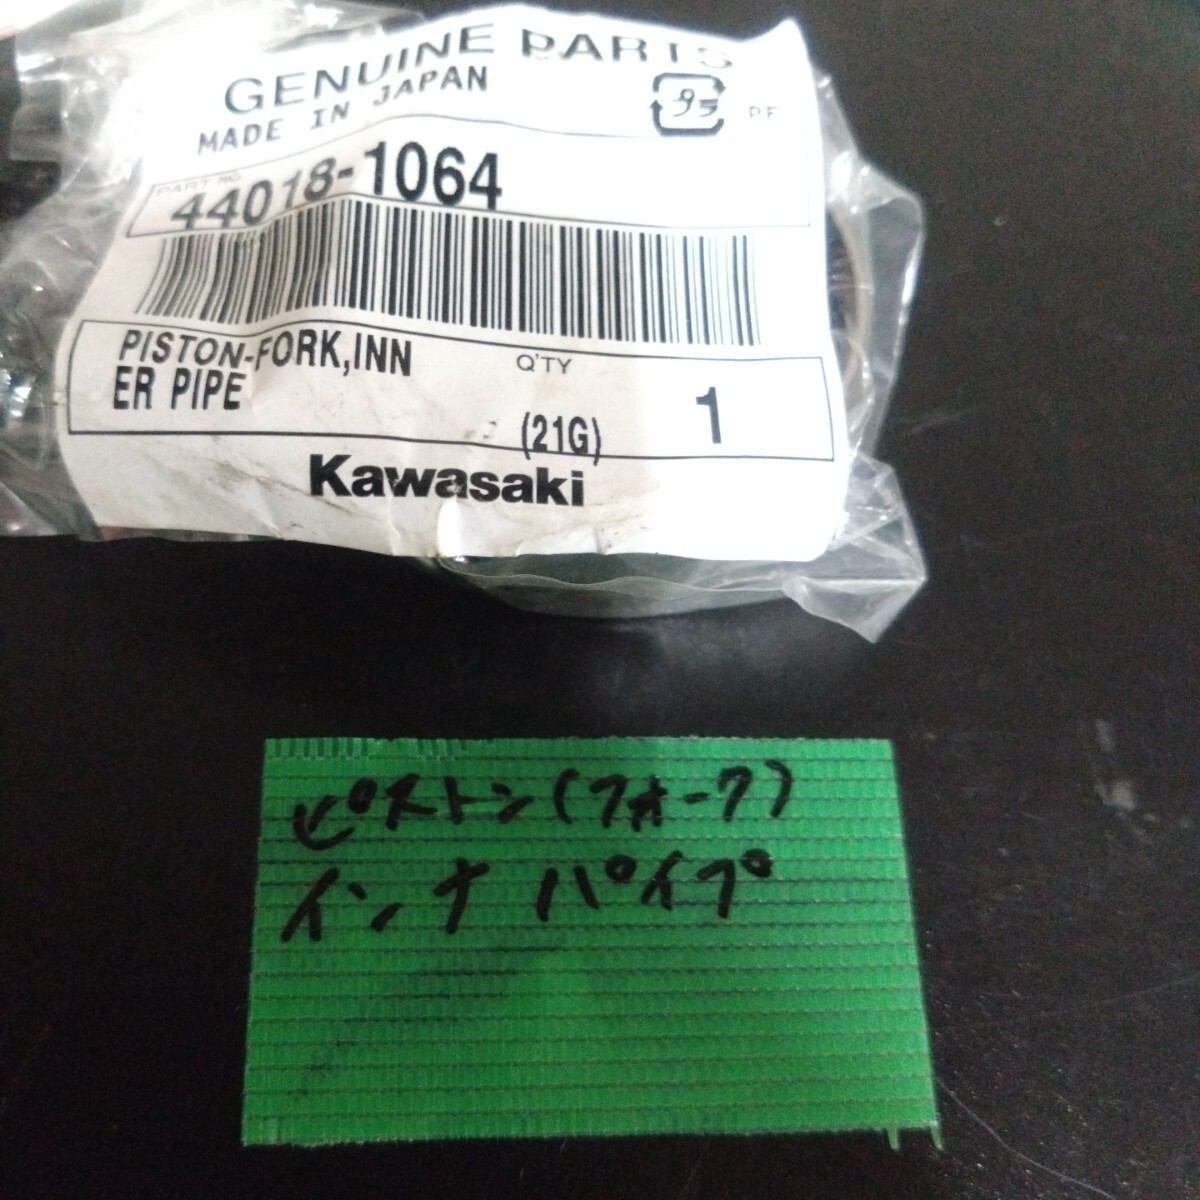 GENUINE PARTS
MADE IN JAPAN
PART NO.
44018-1064
PISTON-FORK,INN
ER PIPE
Q'TY
(21G)
1
Kawasaki
ピストン(フォーク)
インナ パイプ